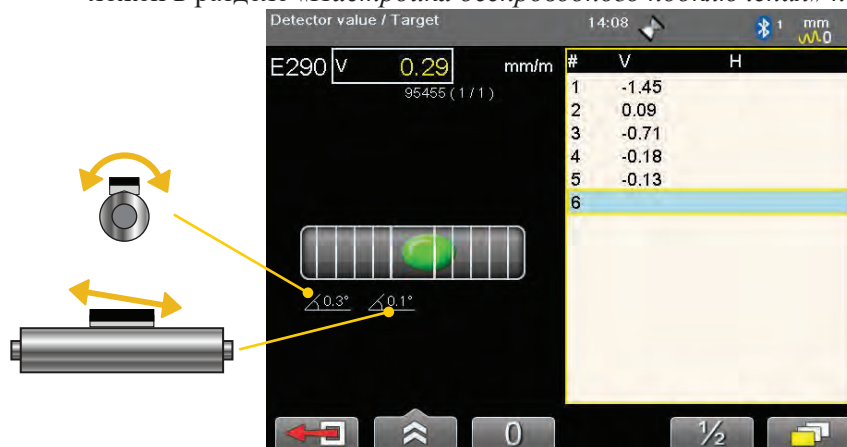 Detector value / Target 14:08 1 mm
0
E290 V 0.29 mm/m
95455 ( 1 / 1 )
# V H
1 -1.45
2 0.09
3 -0.71
4 -0.18
5 -0.13
6
0.3° 0.1°
0 ½